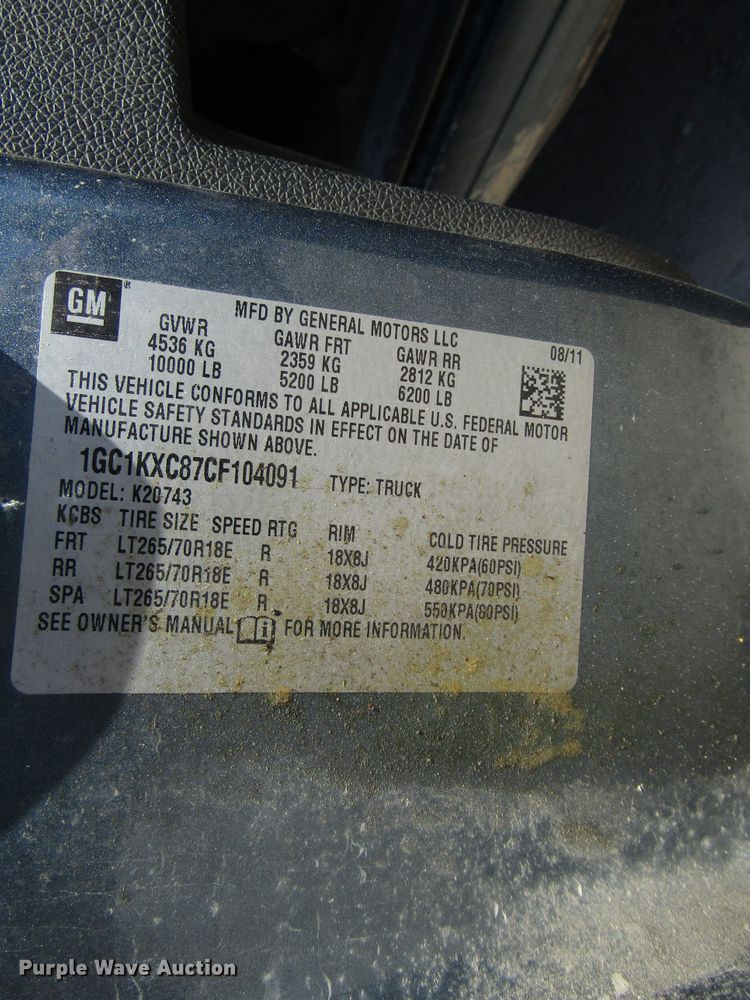 GM
MFD BY GENERAL MOTORS LLC
08/11
GVWR GAWR FRT GAWR RR
4536 KG 2359 KG 2812 KG
10000 LB 5200 LB 6200 LB
THIS VEHICLE CONFORMS TO ALL APPLICABLE U.S. FEDERAL MOTOR
VEHICLE SAFETY STANDARDS IN EFFECT ON THE DATE OF
MANUFACTURE SHOWN ABOVE.
1GC1KXC87CF104091 TYPE: TRUCK
MODEL: K20743
KCBS TIRE SIZE SPEED RTG RIM COLD TIRE PRESSURE
FRT LT265/70R18E R 18X8J 420KPA(60PSI)
RR LT265/70R18E R 18X8J 480KPA(70PSI)
SPA LT265/70R18E R 18X8J 550KPA(80PSI)
SEE OWNER'S MANUAL FOR MORE INFORMATION.
Purple Wave Auction